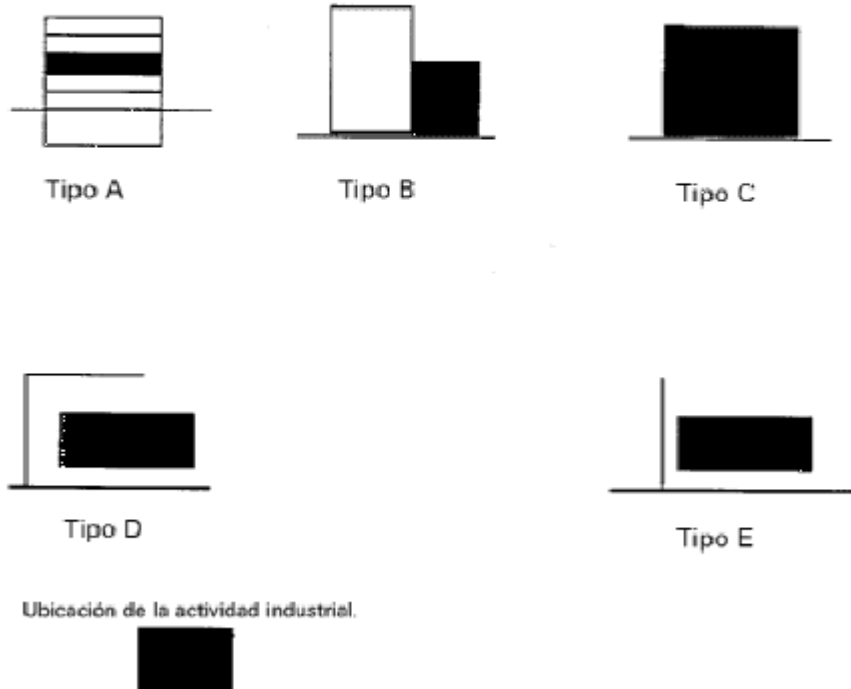 Tipo A
Tipo B
Tipo C
Tipo D
Tipo E
Ubicación de la actividad industrial.